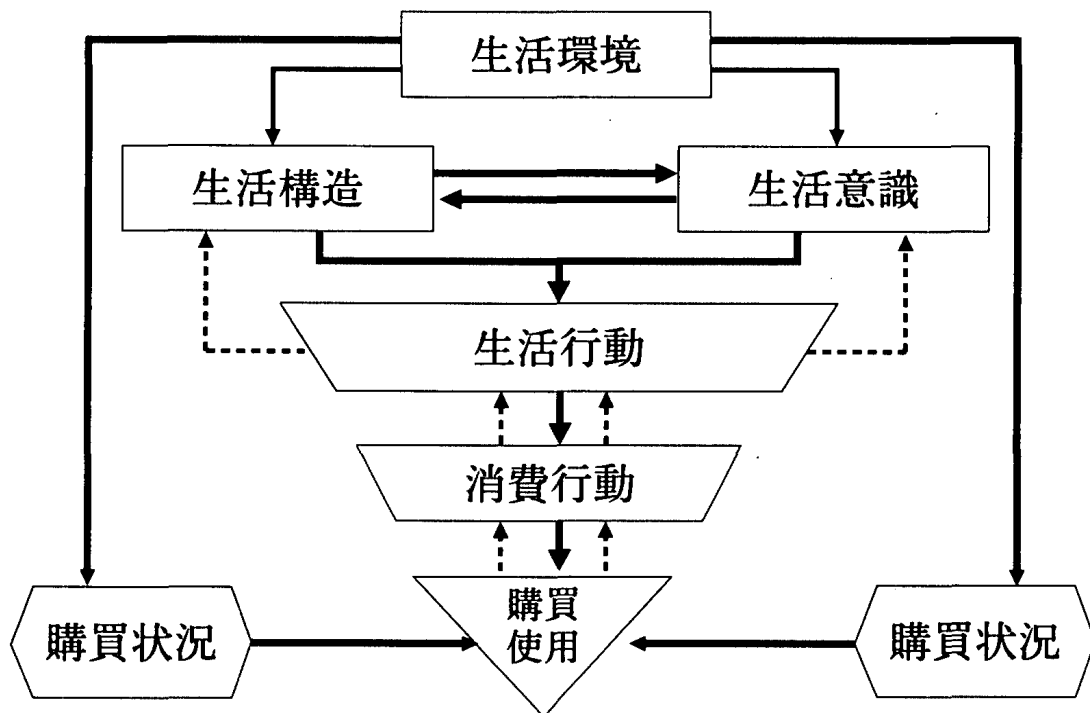 生活環境
生活構造
生活意識
生活行動
消費行動
購買
使用
購買状況
購買状況